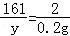 161/y = 2/0.2g